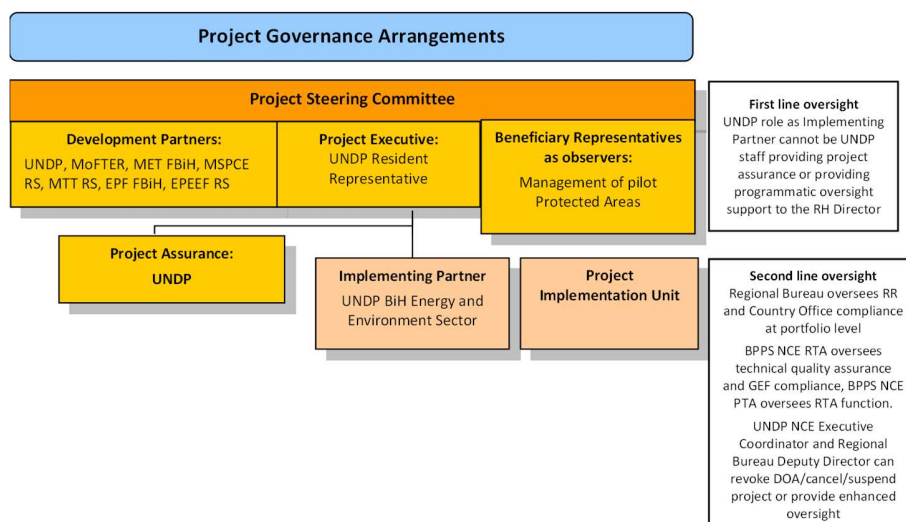 Project Governance Arrangements
Project Steering Committee
Development Partners:
UNDP, MoFTER, MET FBiH, MSPCE
RS, MTT RS, EPF FBiH, EPEEF RS
Project Executive:
UNDP Resident
Representative
Beneficiary Representatives
as observers:
Management of pilot
Protected Areas
First line oversight
UNDP role as Implementing
Partner cannot be UNDP
staff providing project
assurance or providing
programmatic oversight
support to the RH Director
Project Assurance:
UNDP
Implementing Partner
UNDP BiH Energy and
Environment Sector
Project
Implementation Unit
Second line oversight
Regional Bureau oversees RR
and Country Office compliance
at portfolio level
BPPS NCE RTA oversees
technical quality assurance
and GEF compliance, BPPS NCE
PTA oversees RTA function.
UNDP NCE Executive
Coordinator and Regional
Bureau Deputy Director can
revoke DOA/cancel/suspend
project or provide enhanced
oversight